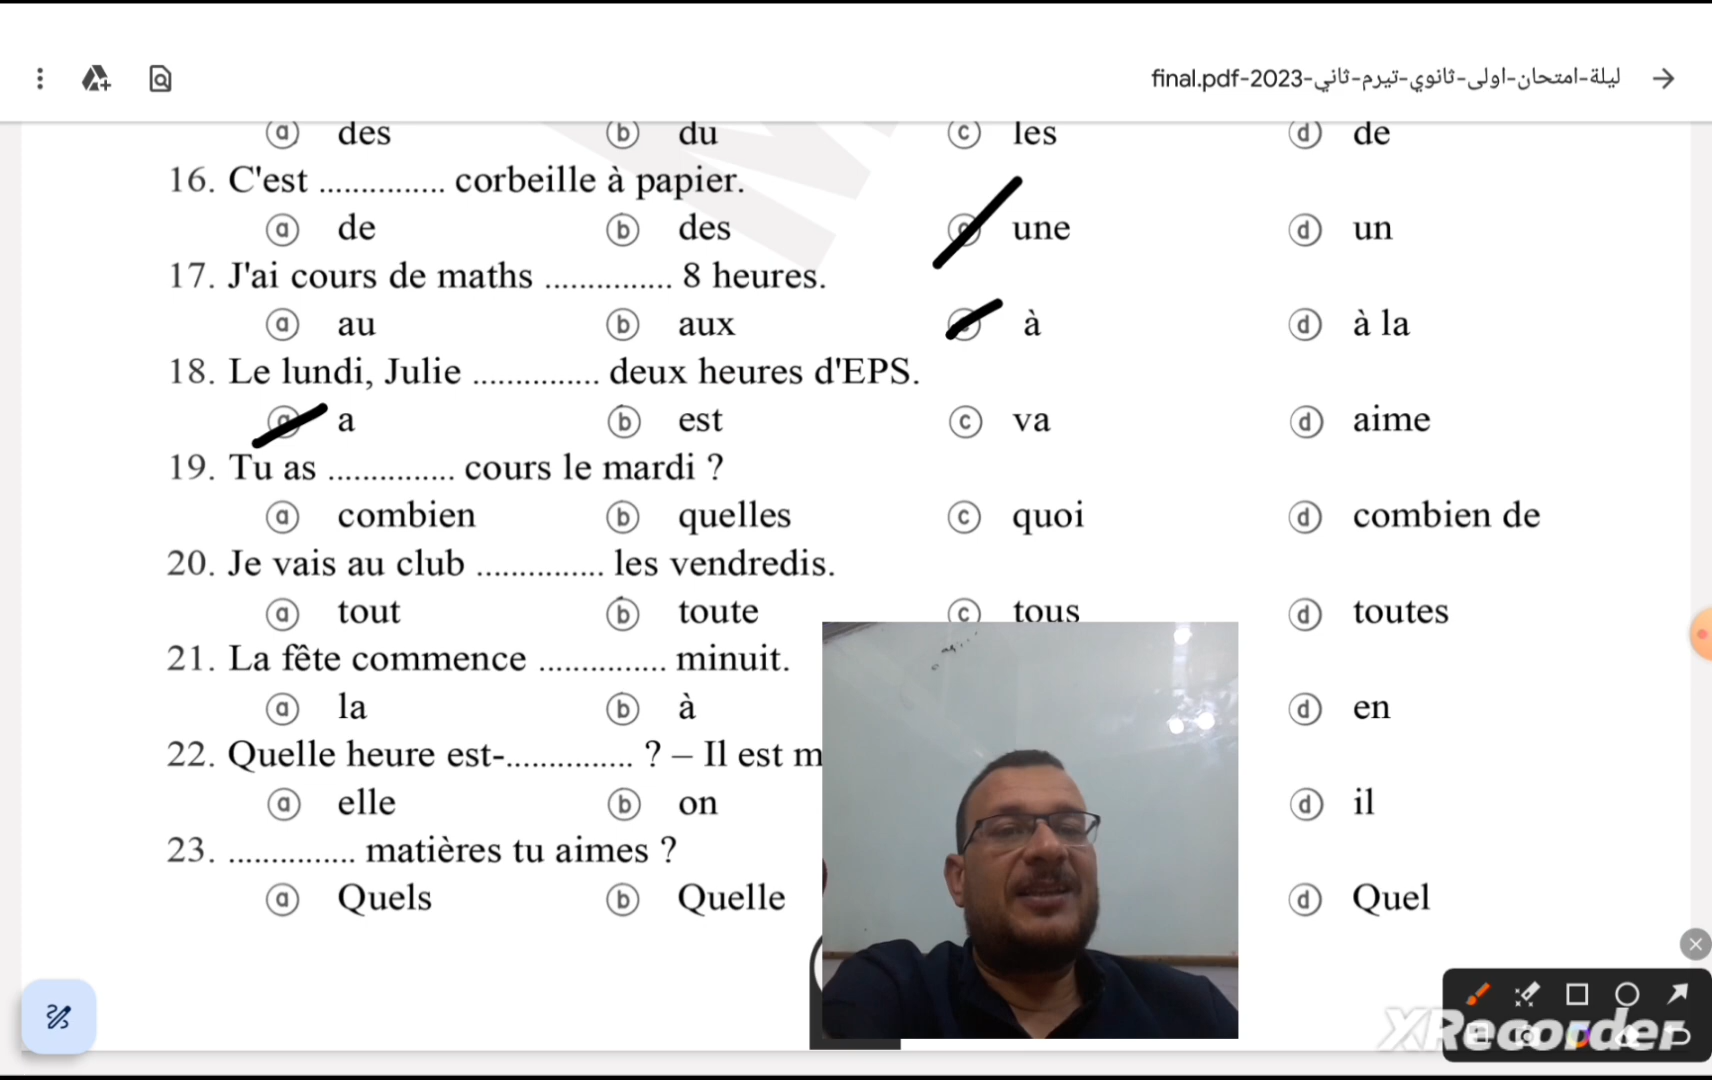 ليلة-امتحان-اولى-ثانوي-تيرم-ثاني-2023-final.pdf
ⓐ des ⓑ du ⓒ les ⓓ de
16. C'est ............... corbeille à papier.
ⓐ de ⓑ des une ⓓ un
17. J'ai cours de maths ............... 8 heures.
ⓐ au ⓑ aux à ⓓ à la
18. Le lundi, Julie ............... deux heures d'EPS.
a ⓑ est ⓒ va ⓓ aime
19. Tu as ............... cours le mardi ?
ⓐ combien ⓑ quelles ⓒ quoi ⓓ combien de
20. Je vais au club ............... les vendredis.
ⓐ tout ⓑ toute ⓒ tous ⓓ toutes
21. La fête commence ............... minuit.
ⓐ la ⓑ à ⓓ en
22. Quelle heure est-............... ? – Il est m
ⓐ elle ⓑ on ⓓ il
23. ............... matières tu aimes ?
ⓐ Quels ⓑ Quelle ⓓ Quel
XRecorder